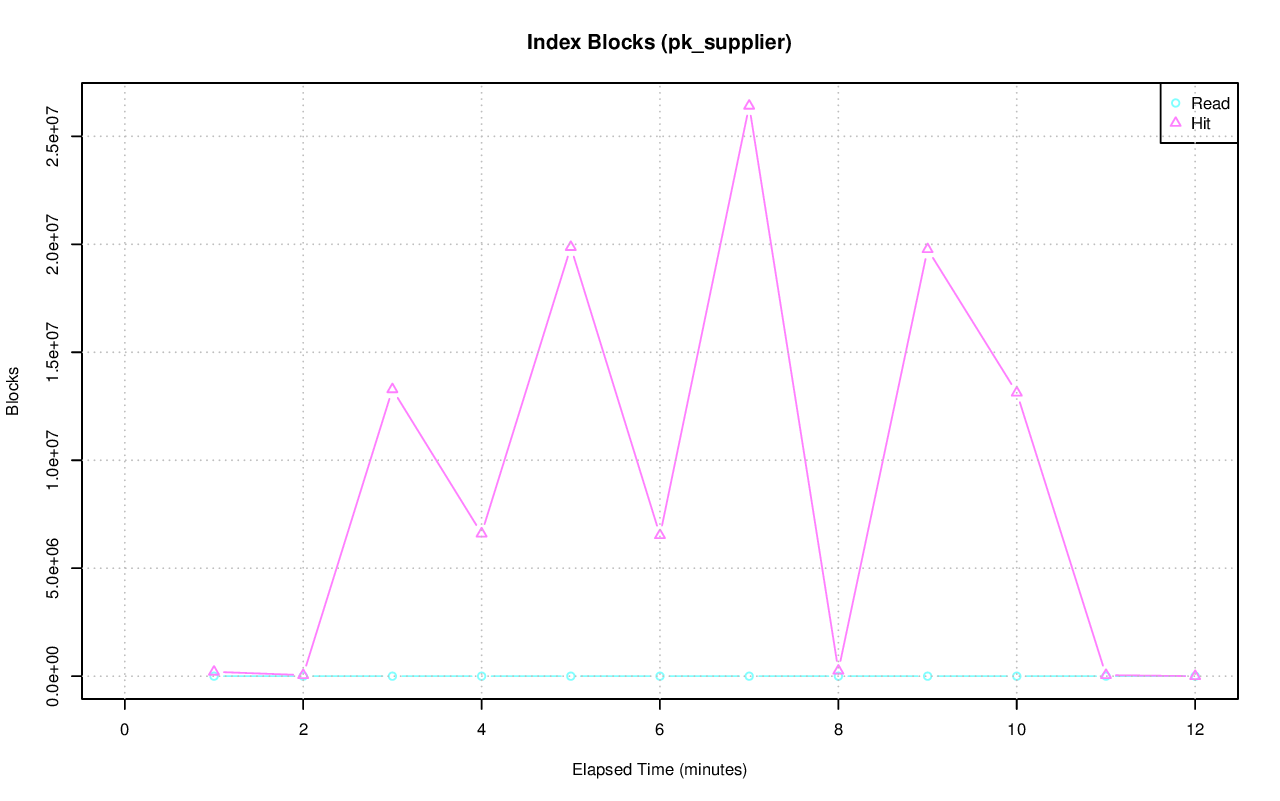 Index Blocks (pk_supplier)
Read
Hit
Blocks
2.5e+07
2.0e+07
1.5e+07
1.0e+07
5.0e+06
0.0e+00
0 2 4 6 8 10 12
Elapsed Time (minutes)